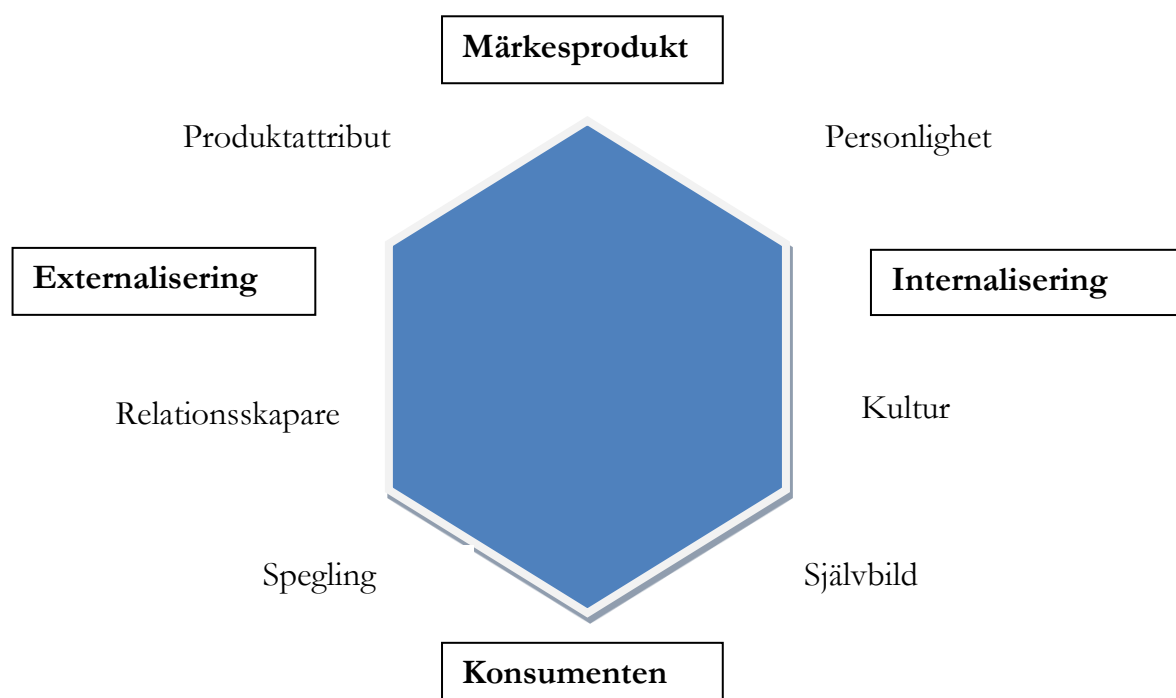 Märkesprodukt
Produktattribut
Personlighet
Externalisering
Internalisering
Relationsskapare
Kultur
Spegling
Självbild
Konsumenten